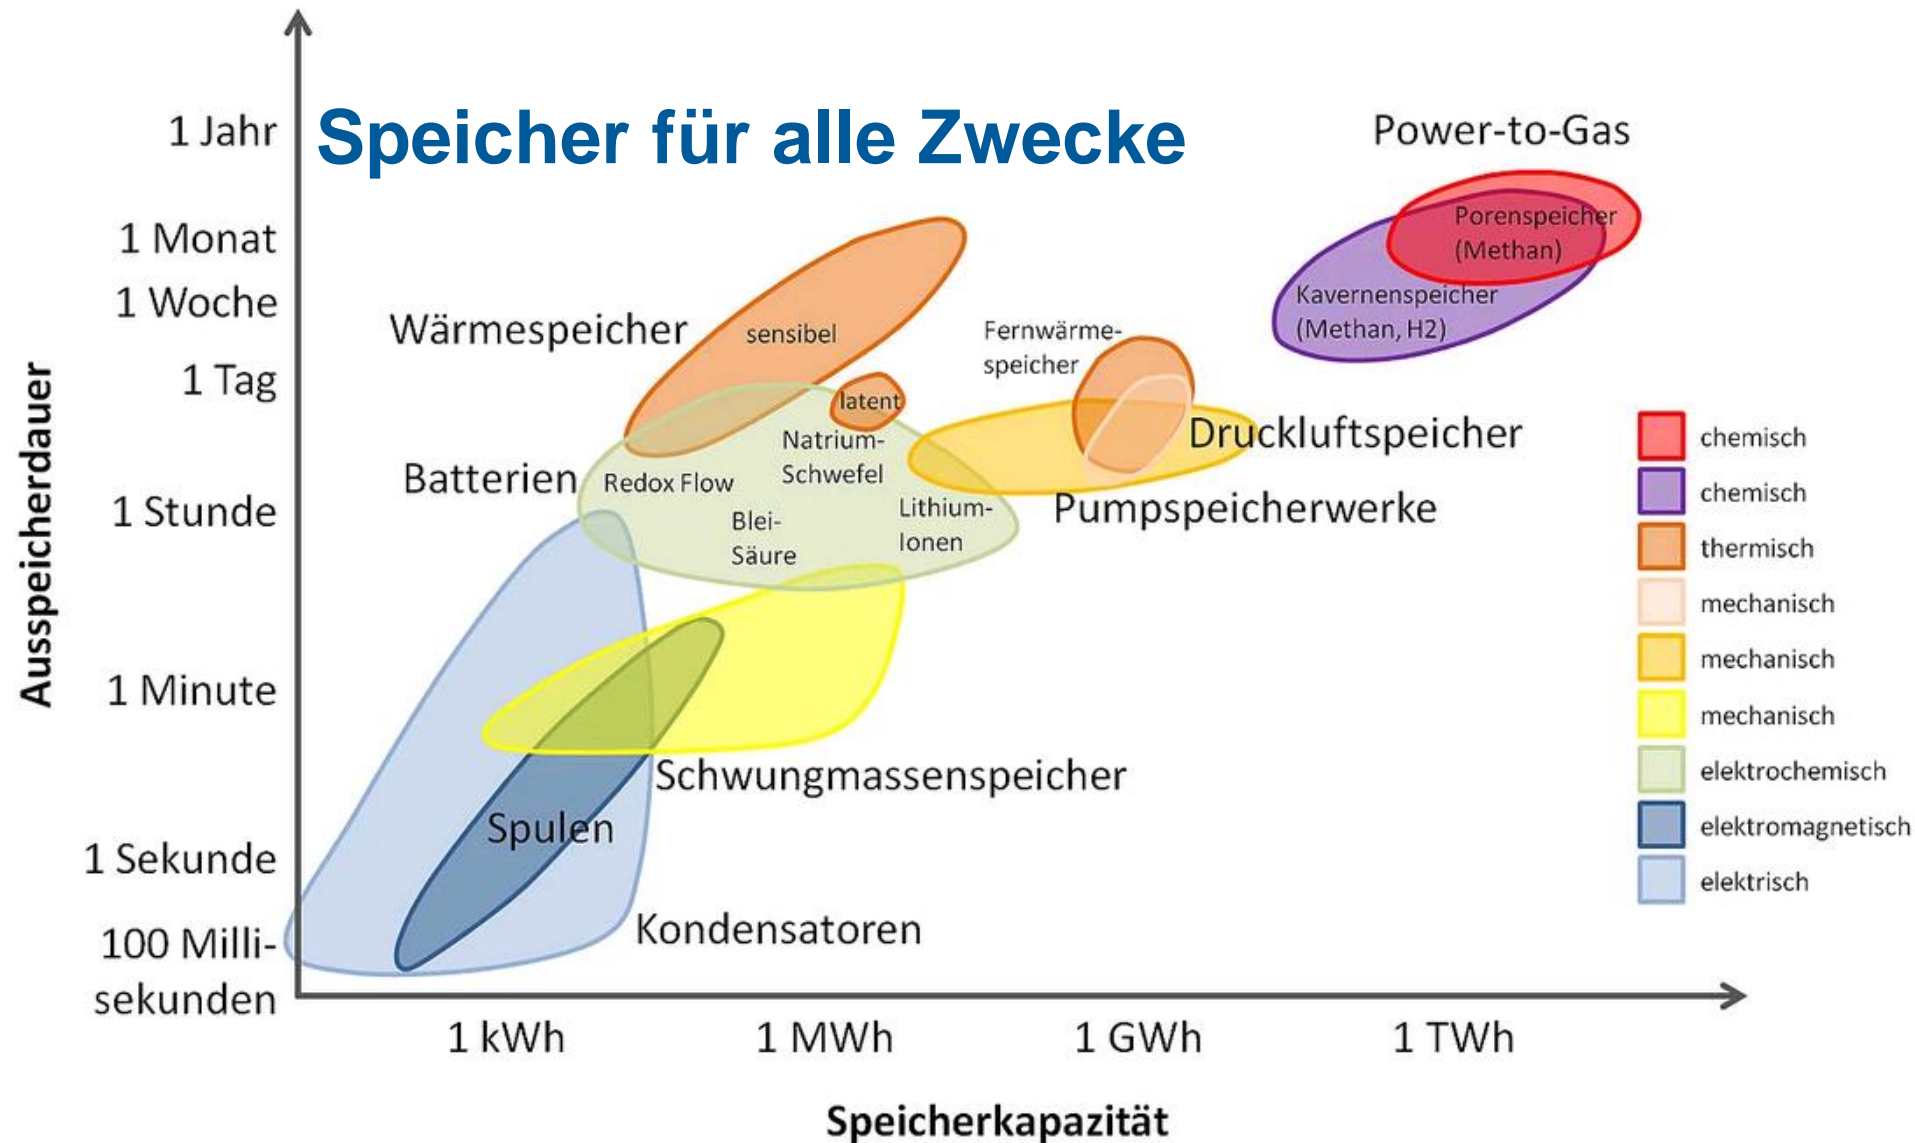 Speicher für alle Zwecke
Ausspeicherdauer
1 Jahr
1 Monat
1 Woche
1 Tag
1 Stunde
1 Minute
1 Sekunde
100 Milli-
sekunden
Power-to-Gas
Porenspeicher
(Methan)
Kavernenspeicher
(Methan, H2)
Wärmespeicher
sensibel
latent
Fernwärme-
speicher
Druckluftspeicher
Pumpspeicherwerke
Batterien
Redox Flow
Natrium-
Schwefel
Blei-
Säure
Lithium-
Ionen
Schwungmassenspeicher
Spulen
Kondensatoren
chemisch
chemisch
thermisch
mechanisch
mechanisch
mechanisch
elektrochemisch
elektromagnetisch
elektrisch
1 kWh
1 MWh
1 GWh
1 TWh
Speicherkapazität